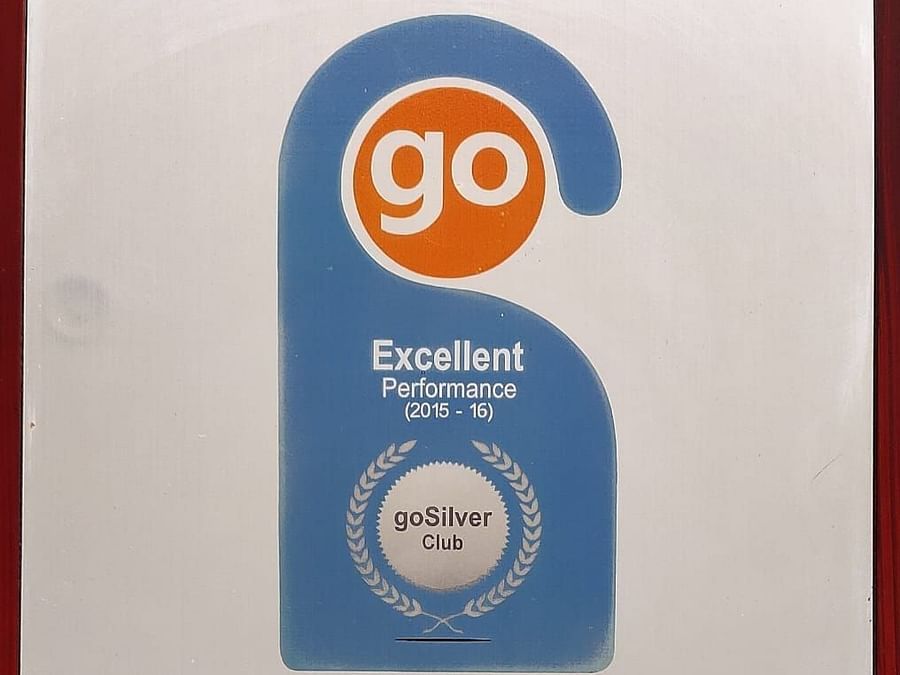 go
Excellent
Performance
(2015 - 16)
goSilver
Club